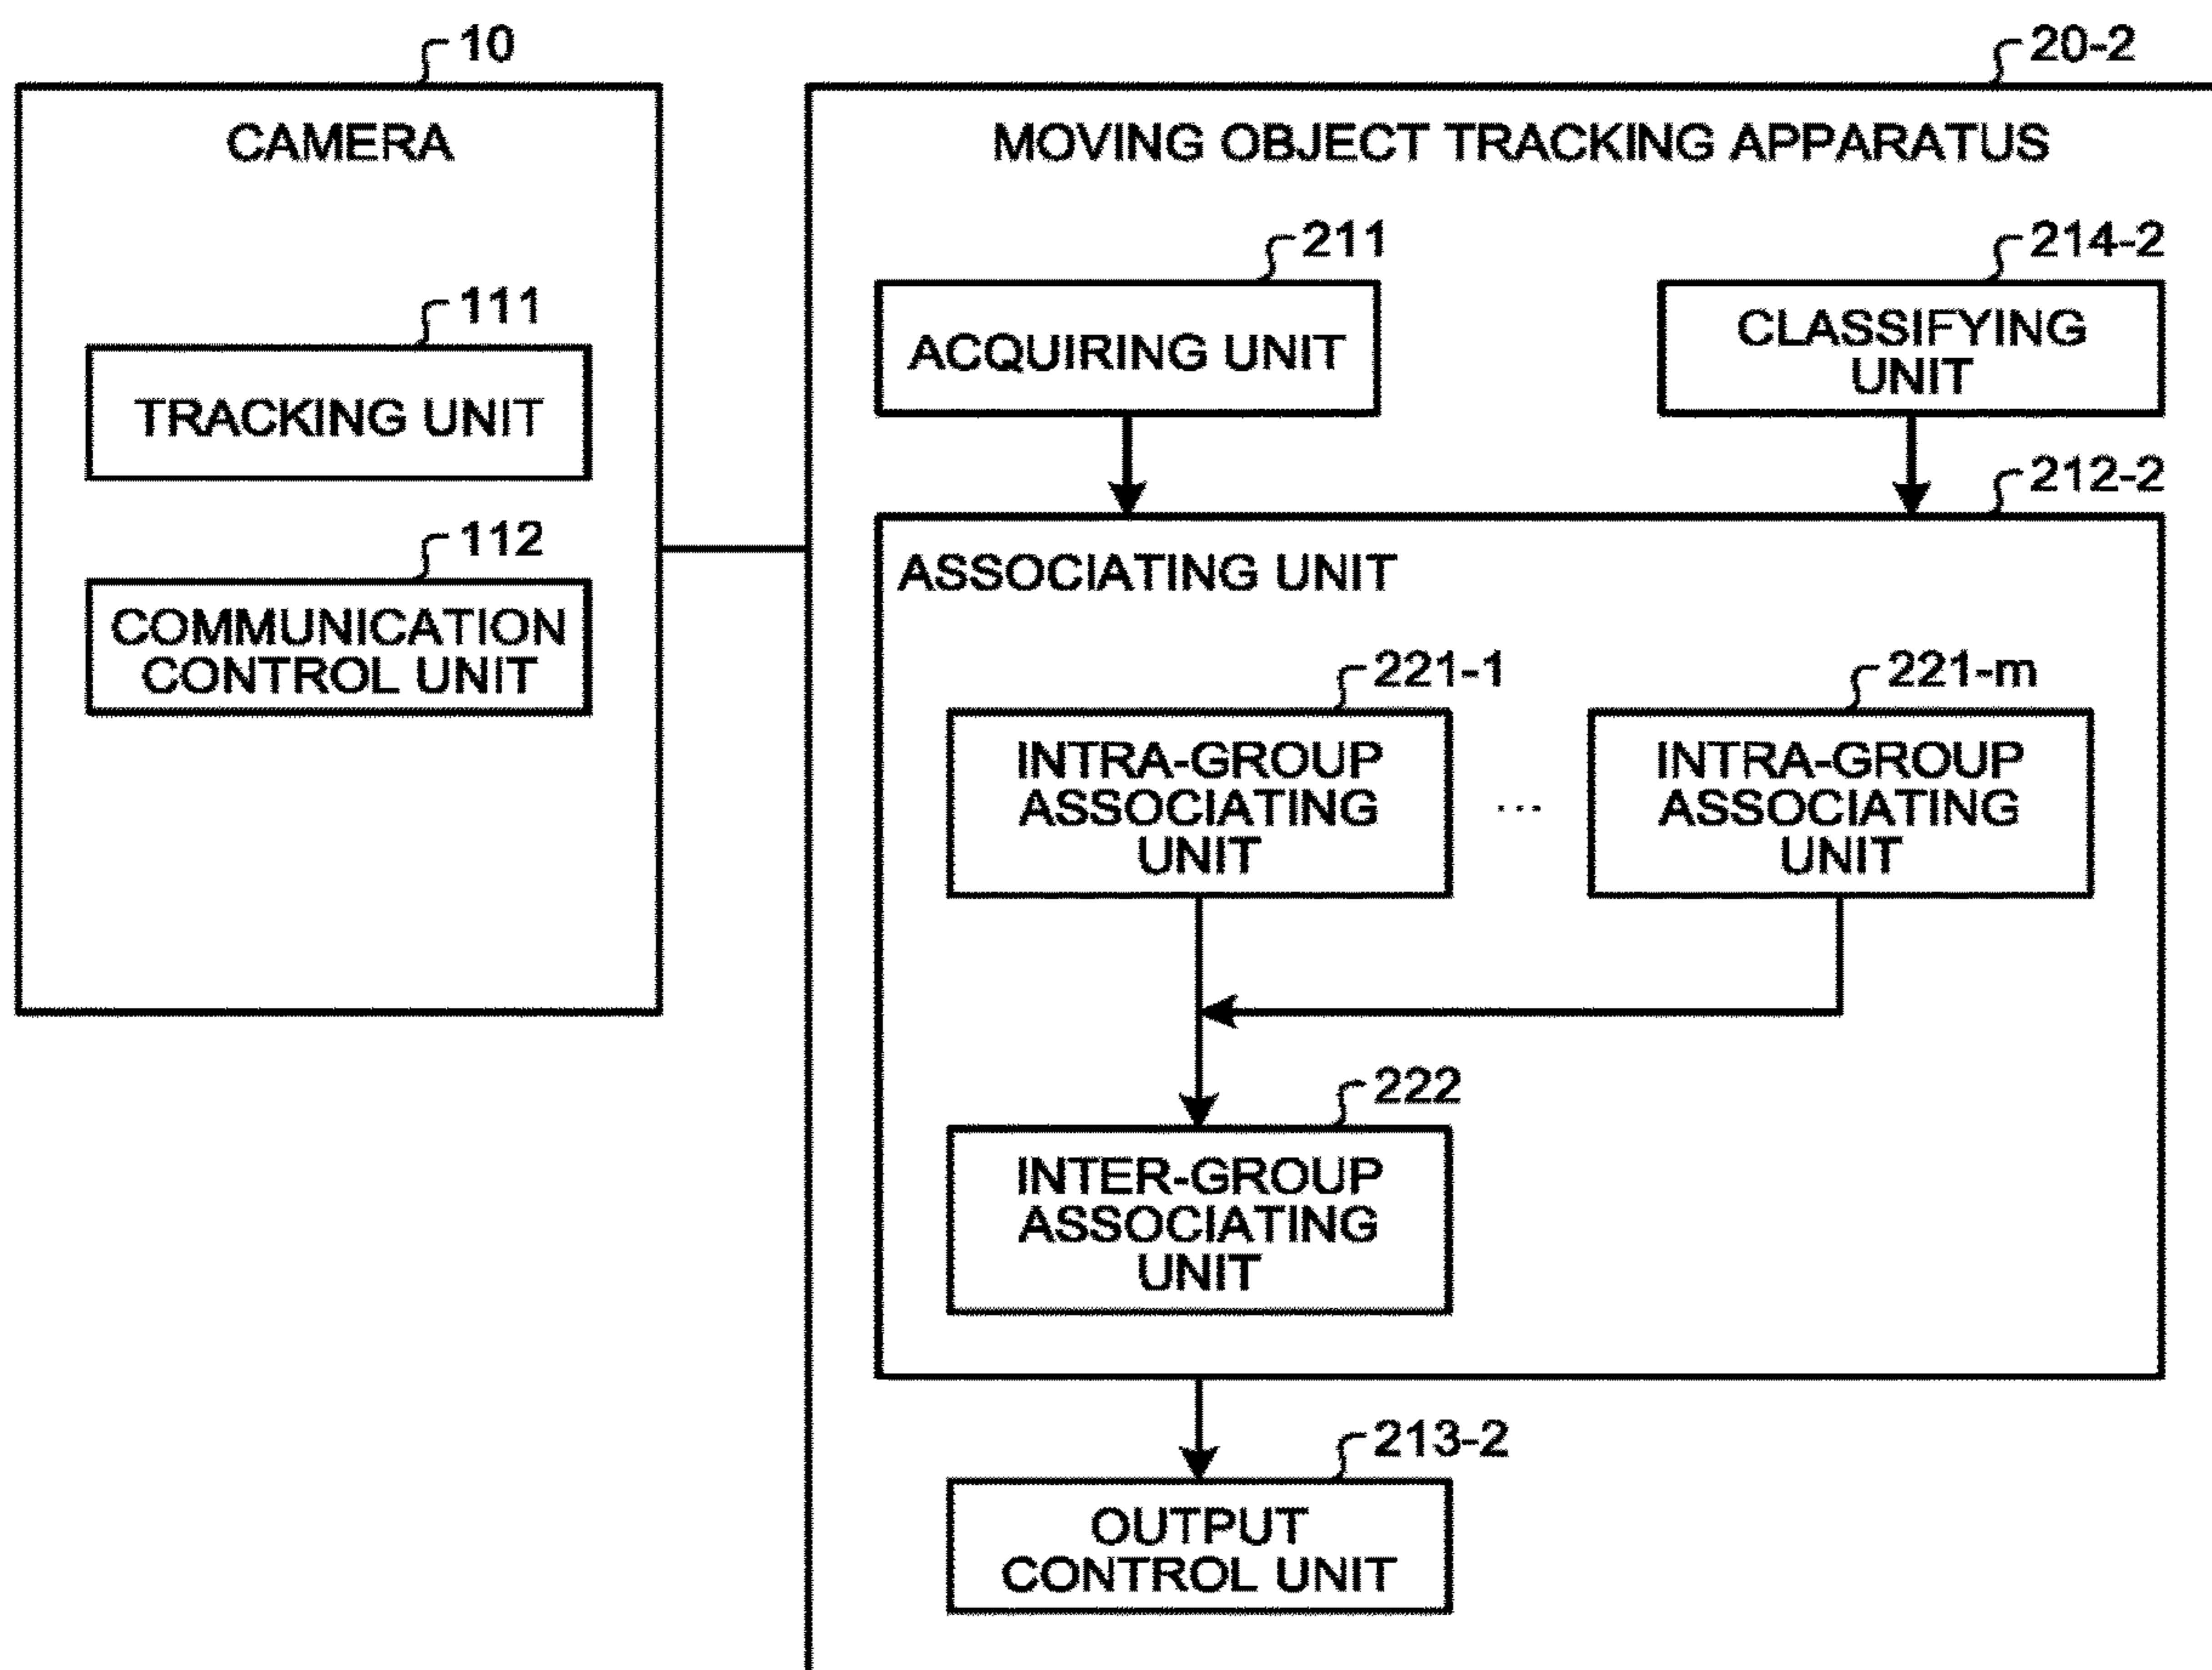 10
CAMERA
111
TRACKING UNIT
112
COMMUNICATION
CONTROL UNIT
20-2
MOVING OBJECT TRACKING APPARATUS
211
ACQUIRING UNIT
214-2
CLASSIFYING
UNIT
212-2
ASSOCIATING UNIT
221-1
INTRA-GROUP
ASSOCIATING
UNIT
...
221-m
INTRA-GROUP
ASSOCIATING
UNIT
222
INTER-GROUP
ASSOCIATING
UNIT
213-2
OUTPUT
CONTROL UNIT